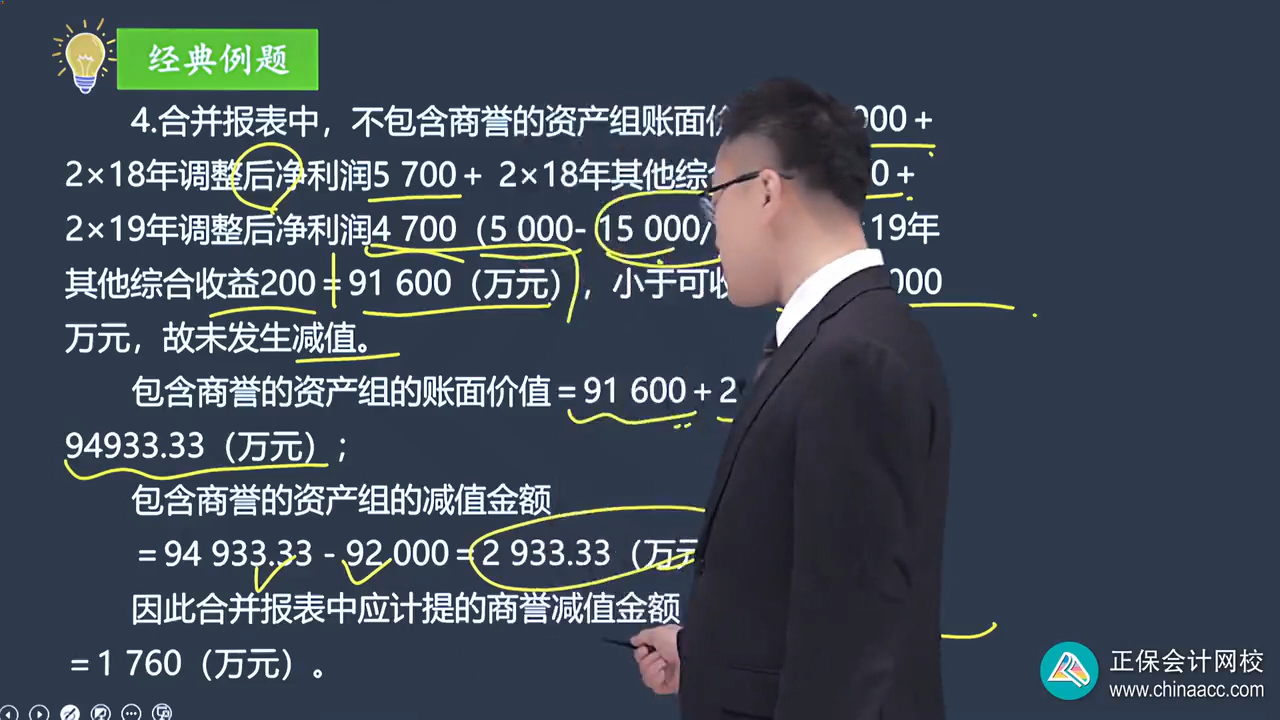 经典例题
4.合并报表中，不包含商誉的资产组账面价 000＋
2×18年调整后净利润5 700＋ 2×18年其他综 0＋
2×19年调整后净利润4 700（5 000- 15 000/ 19年
其他综合收益200＝91 600（万元），小于可收 000
万元，故未发生减值。
包含商誉的资产组的账面价值＝91 600＋2
94933.33（万元）；
包含商誉的资产组的减值金额
＝94 933.33－92 000＝2 933.33（万元
因此合并报表中应计提的商誉减值金额
＝1 760（万元）。
正保会计网校
www.chinaacc.com